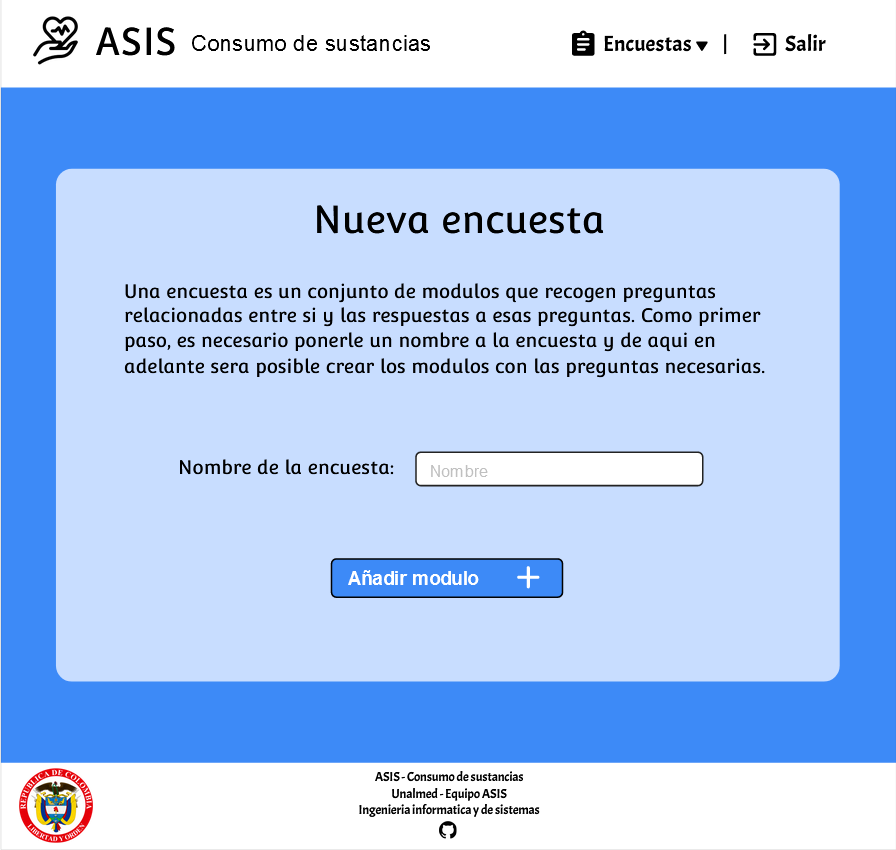 ASIS Consumo de sustancias
Encuestas ▼ | Salir
Nueva encuesta
Una encuesta es un conjunto de modulos que recogen preguntas
relacionadas entre si y las respuestas a esas preguntas. Como primer
paso, es necesario ponerle un nombre a la encuesta y de aqui en
adelante sera posible crear los modulos con las preguntas necesarias.
Nombre de la encuesta: Nombre
Añadir modulo +
REPUBLICA DE COLOMBIA
LIBERTAD Y ORDEN
ASIS - Consumo de sustancias
Unalmed - Equipo ASIS
Ingenieria informatica y de sistemas